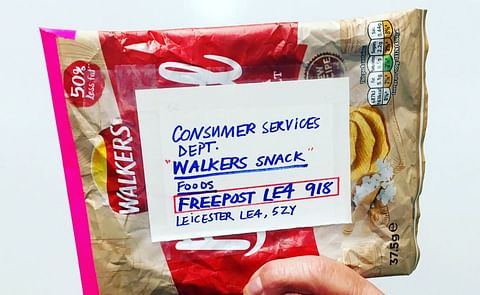 50%
less fat
WALKERS
CONSUMER SERVICES
DEPT.
"WALKERS SNACK"
FOODS
FREEPOST LE4 918
LEICESTER LE4, 5ZY
37.5g e